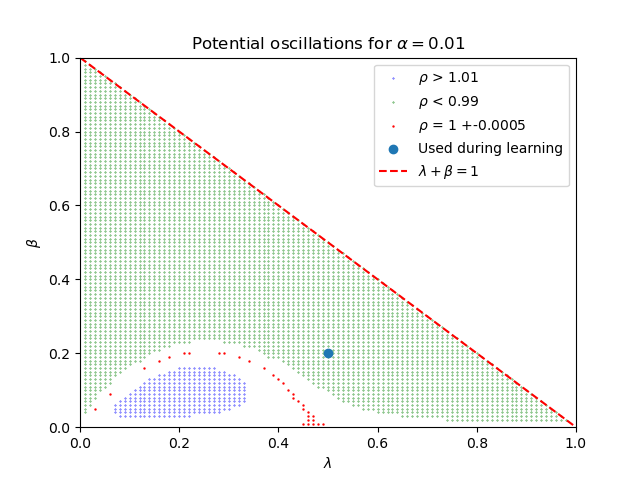 Potential oscillations for α = 0.01
1.0
0.8
0.6
0.4
0.2
0.0
β
ρ > 1.01
ρ < 0.99
ρ = 1 +-0.0005
Used during learning
λ + β = 1
0.0 0.2 0.4 0.6 0.8 1.0
λ